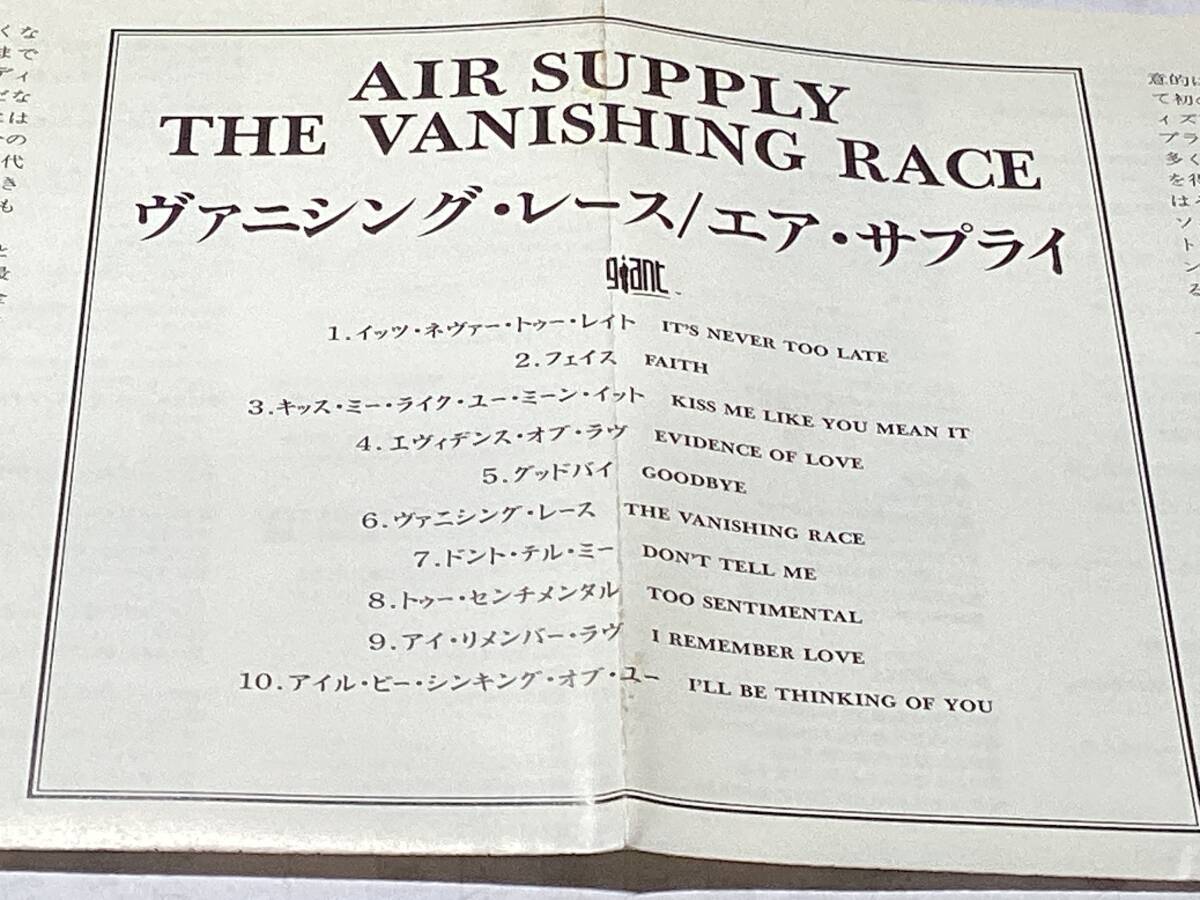 AIR SUPPLY
THE VANISHING RACE
ヴァニシング・レース/エア・サプライ
giant
1.イッツ・ネヴァー・トゥー・レイト IT'S NEVER TOO LATE
2.フェイス FAITH
3.キッス・ミー・ライク・ユー・ミーン・イット KISS ME LIKE YOU MEAN IT
4.エヴィデンス・オブ・ラヴ EVIDENCE OF LOVE
5.グッドバイ GOODBYE
6.ヴァニシング・レース THE VANISHING RACE
7.ドント・テル・ミー DON'T TELL ME
8.トゥー・センチメンタル TOO SENTIMENTAL
9.アイ・リメンバー・ラヴ I REMEMBER LOVE
10.アイル・ビー・シンキング・オブ・ユー I'LL BE THINKING OF YOU